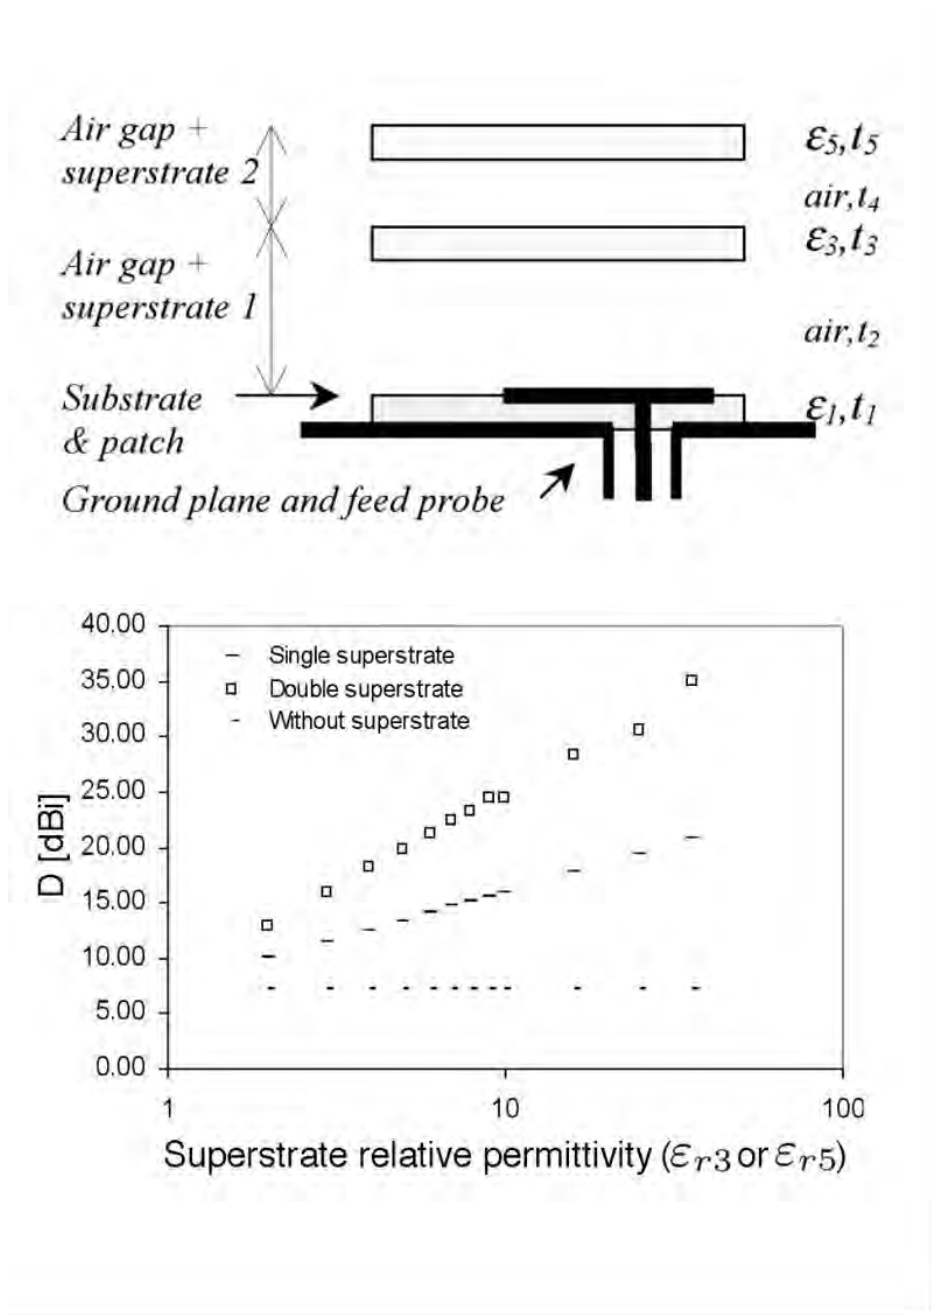 Air gap +
superstrate 2
ε5,t5
air,t4
ε3,t3
Air gap +
superstrate 1
air,t2
Substrate
& patch
ε1,t1
Ground plane and feed probe
40,00
35,00
30,00
25,00
20,00
15,00
10,00
5,00
0,00
D [dBi]
Single superstrate
Double superstrate
Without superstrate
1
10
100
Superstrate relative permittivity (εr3 or εr5)